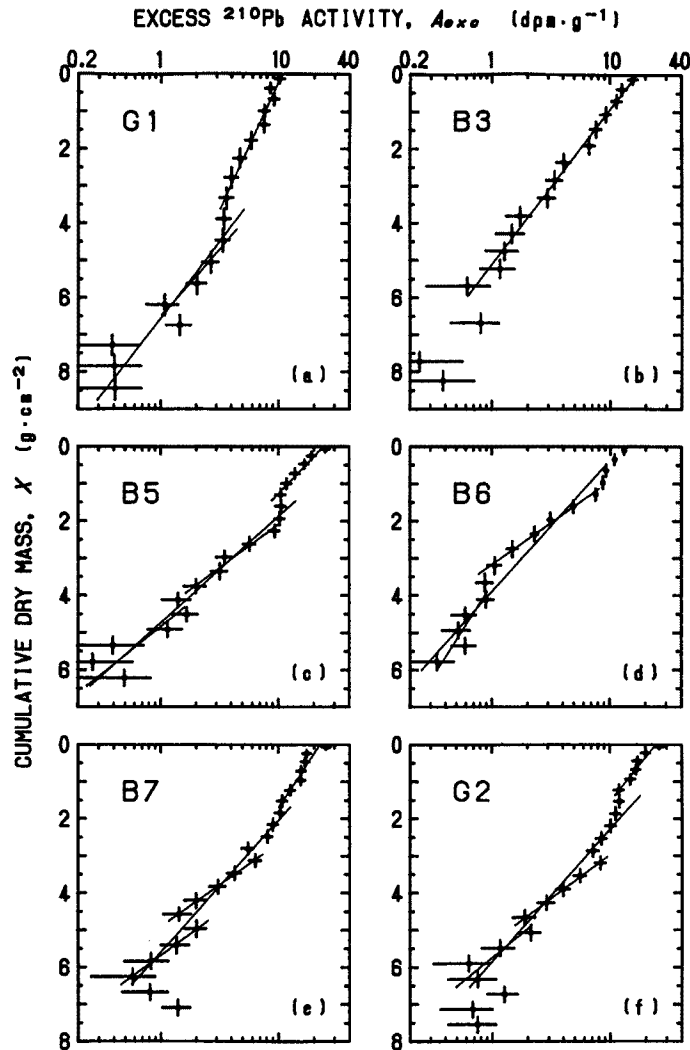 EXCESS ²¹⁰Pb ACTIVITY, Aexc (dpm·g⁻¹)
0.2 1 10 40 0.2 1 10 40
0 2 4 6 8
G1
(a)
0 2 4 6 8
B3
(b)
CUMULATIVE DRY MASS, X (g·cm⁻²)
0 2 4 6
B5
(c)
0 2 4 6
B6
(d)
0 2 4 6 8
B7
(e)
0 2 4 6 8
G2
(f)